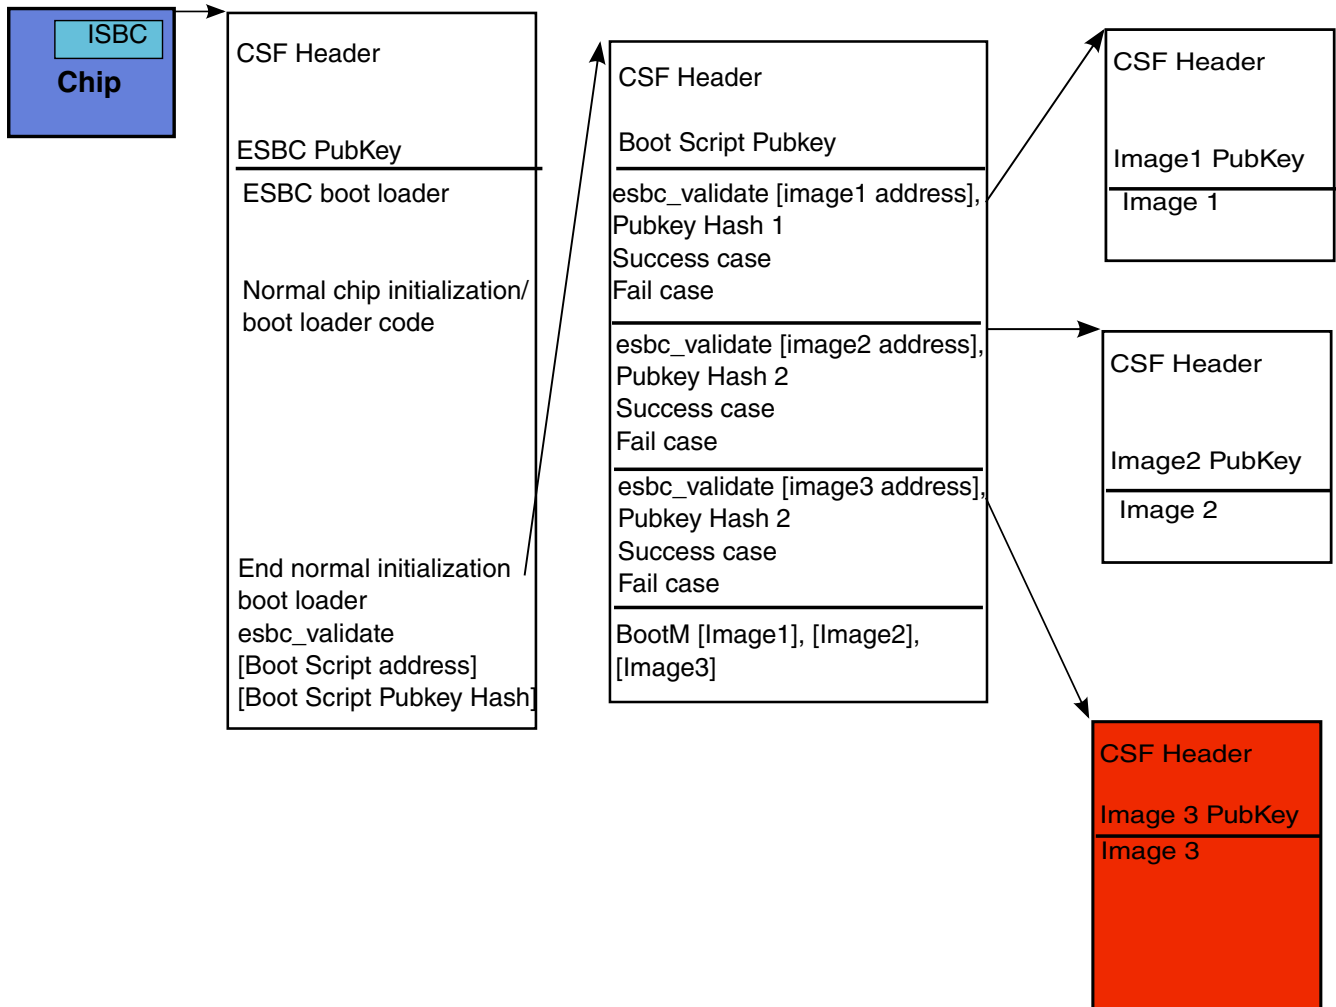 ISBC
Chip
CSF Header
ESBC PubKey
ESBC boot loader
Normal chip initialization/
boot loader code
End normal initialization
boot loader
esbc_validate
[Boot Script address]
[Boot Script Pubkey Hash]
CSF Header
Boot Script Pubkey
esbc_validate [image1 address],
Pubkey Hash 1
Success case
Fail case
esbc_validate [image2 address],
Pubkey Hash 2
Success case
Fail case
esbc_validate [image3 address],
Pubkey Hash 2
Success case
Fail case
BootM [Image1], [Image2],
[Image3]
CSF Header
Image1 PubKey
Image 1
CSF Header
Image2 PubKey
Image 2
CSF Header
Image 3 PubKey
Image 3